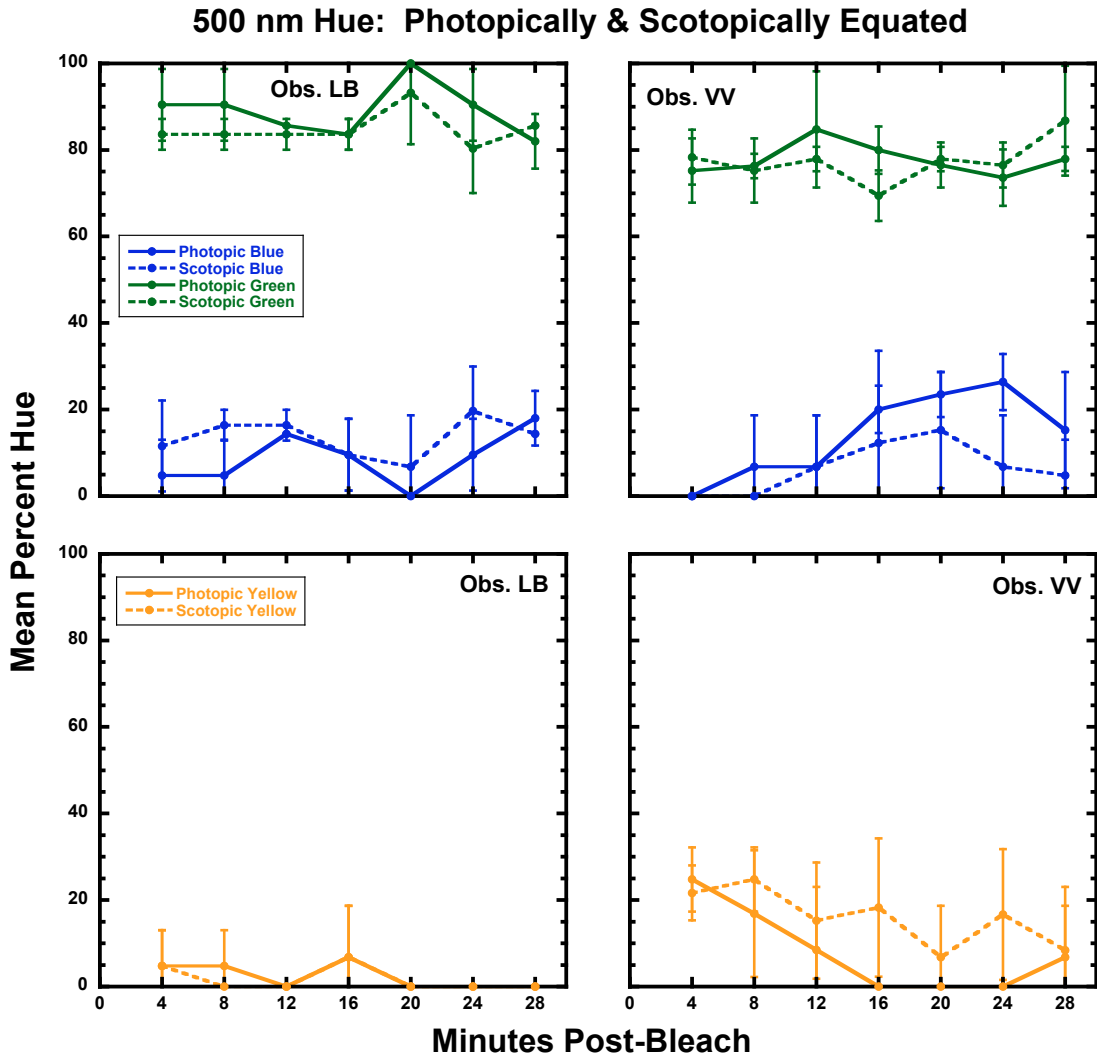 500 nm Hue:  Photopically & Scotopically Equated
100
80
60
40
20
0
Obs. LB
Photopic Blue
Scotopic Blue
Photopic Green
Scotopic Green
Obs. VV
Mean Percent Hue
100
80
60
40
20
0
Photopic Yellow
Scotopic Yellow
Obs. LB
Obs. VV
0 4 8 12 16 20 24 28
0 4 8 12 16 20 24 28
Minutes Post-Bleach